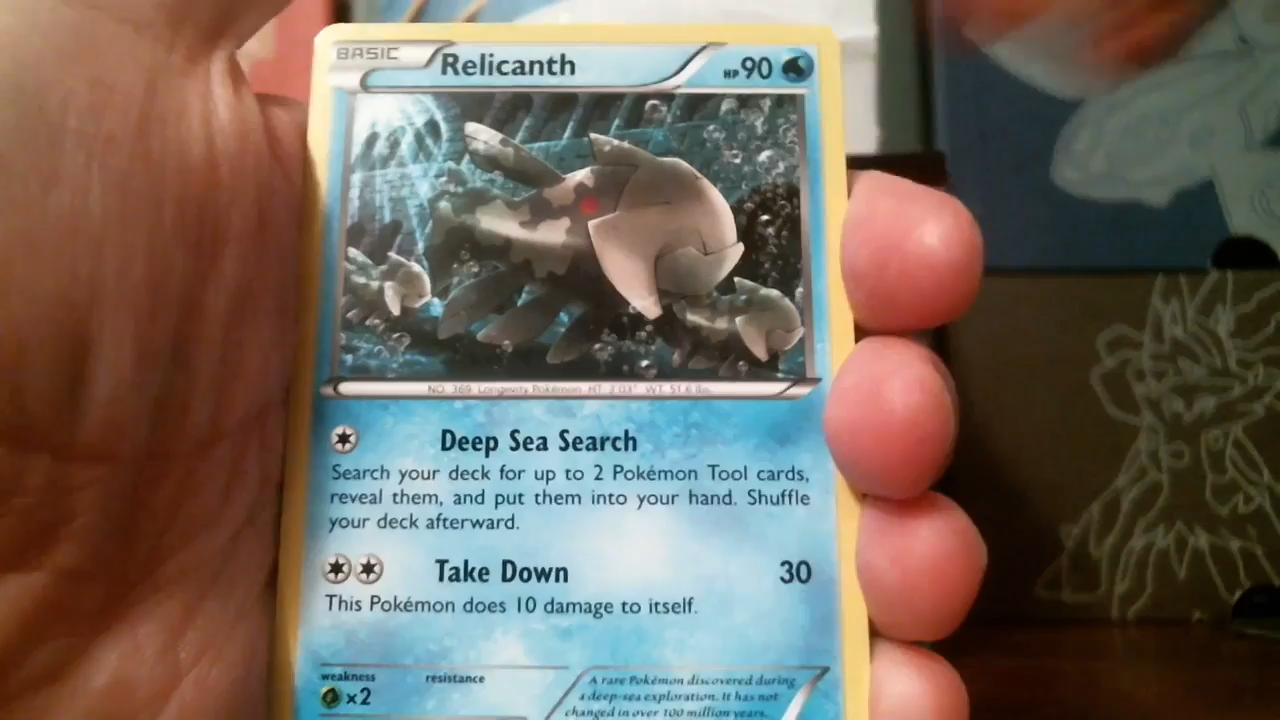 BASIC Relicanth HP 90
NO. 369 Longevity Pokémon HT: 3'03" WT: 51.6 lbs.
Deep Sea Search
Search your deck for up to 2 Pokémon Tool cards,
reveal them, and put them into your hand. Shuffle
your deck afterward.
Take Down 30
This Pokémon does 10 damage to itself.
weakness resistance
×2
A rare Pokémon discovered during
a deep-sea exploration. It has not
changed in over 100 million years.